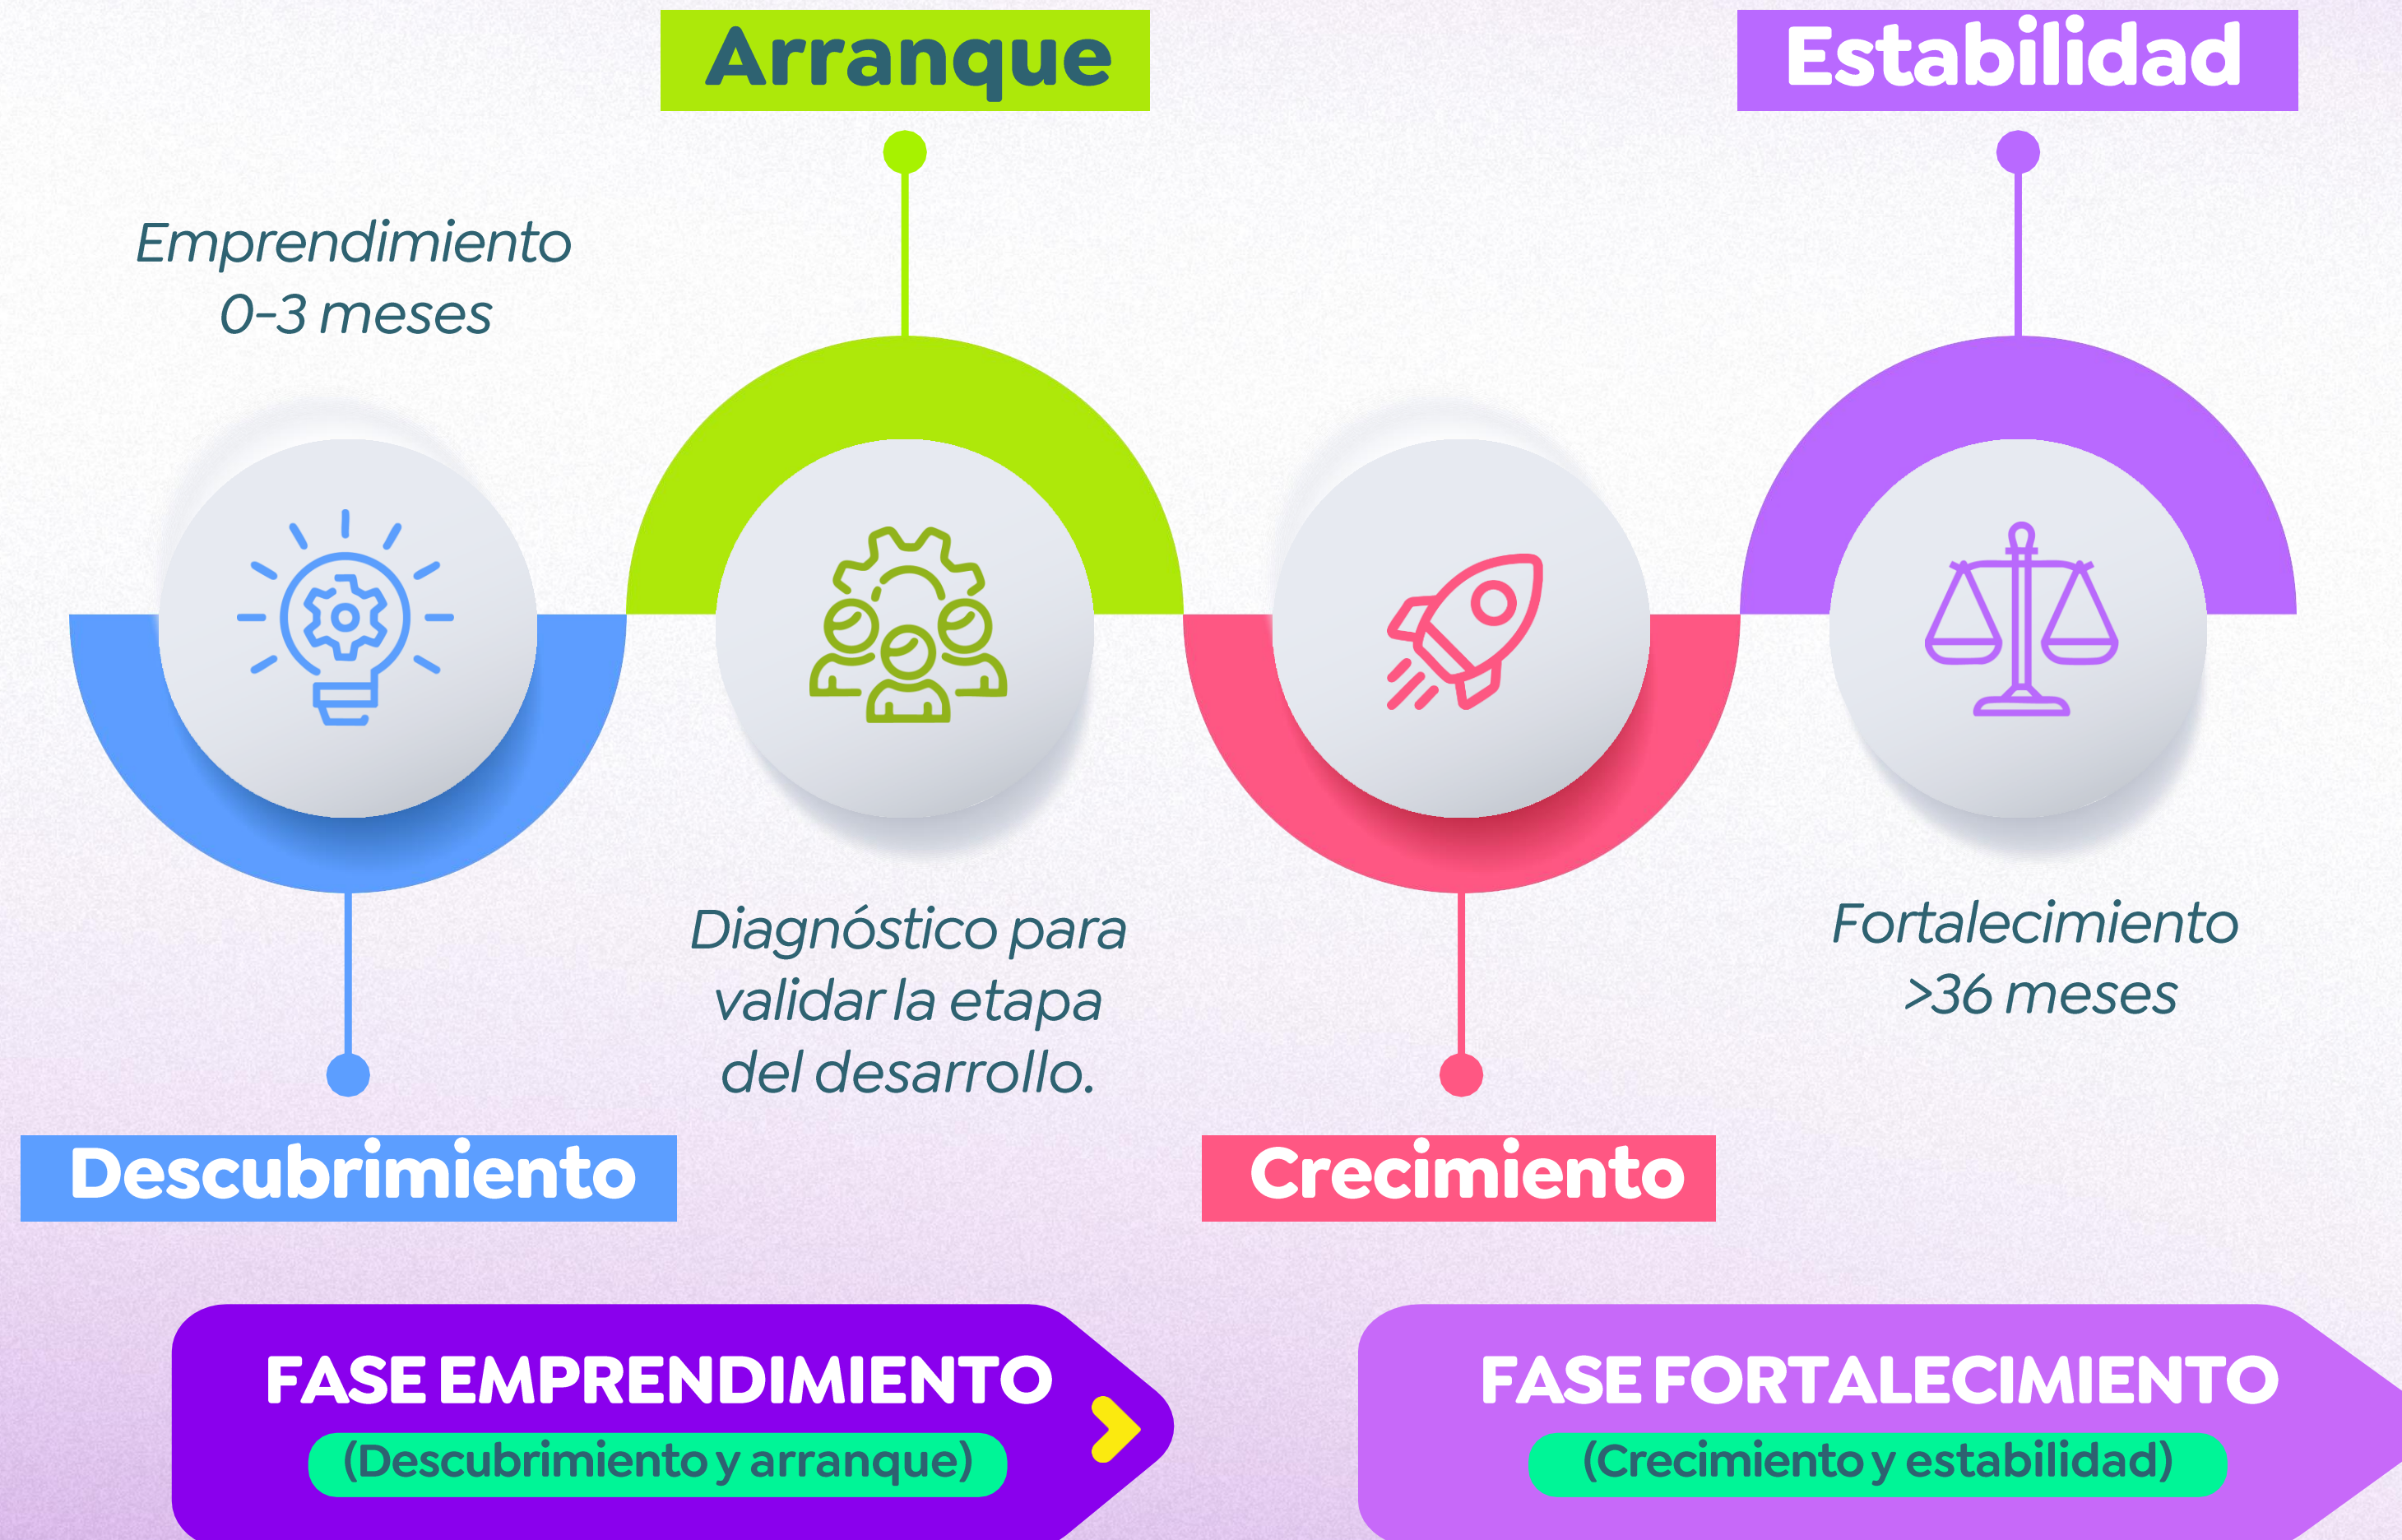 Arranque
Estabilidad
Emprendimiento
0-3 meses
Diagnóstico para
validar la etapa
del desarrollo.
Fortalecimiento
>36 meses
Descubrimiento
Crecimiento
FASE EMPRENDIMIENTO
(Descubrimiento y arranque)
FASE FORTALECIMIENTO
(Crecimiento y estabilidad)